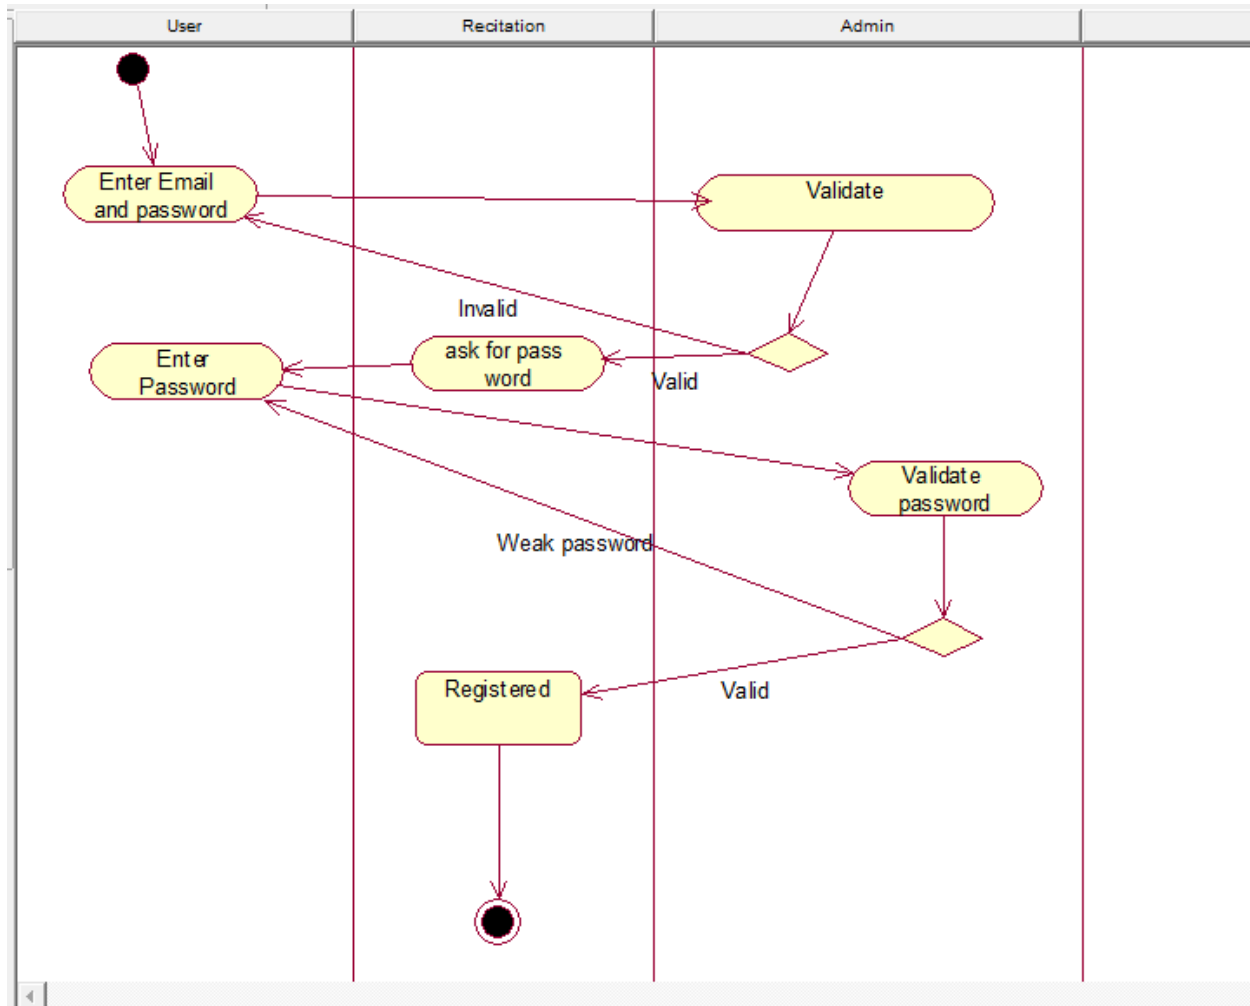 User
Recitation
Admin
Enter Email
and password
Validate
Invalid
Enter
Password
ask for pass
word
Valid
Validate
password
Weak password
Registered
Valid